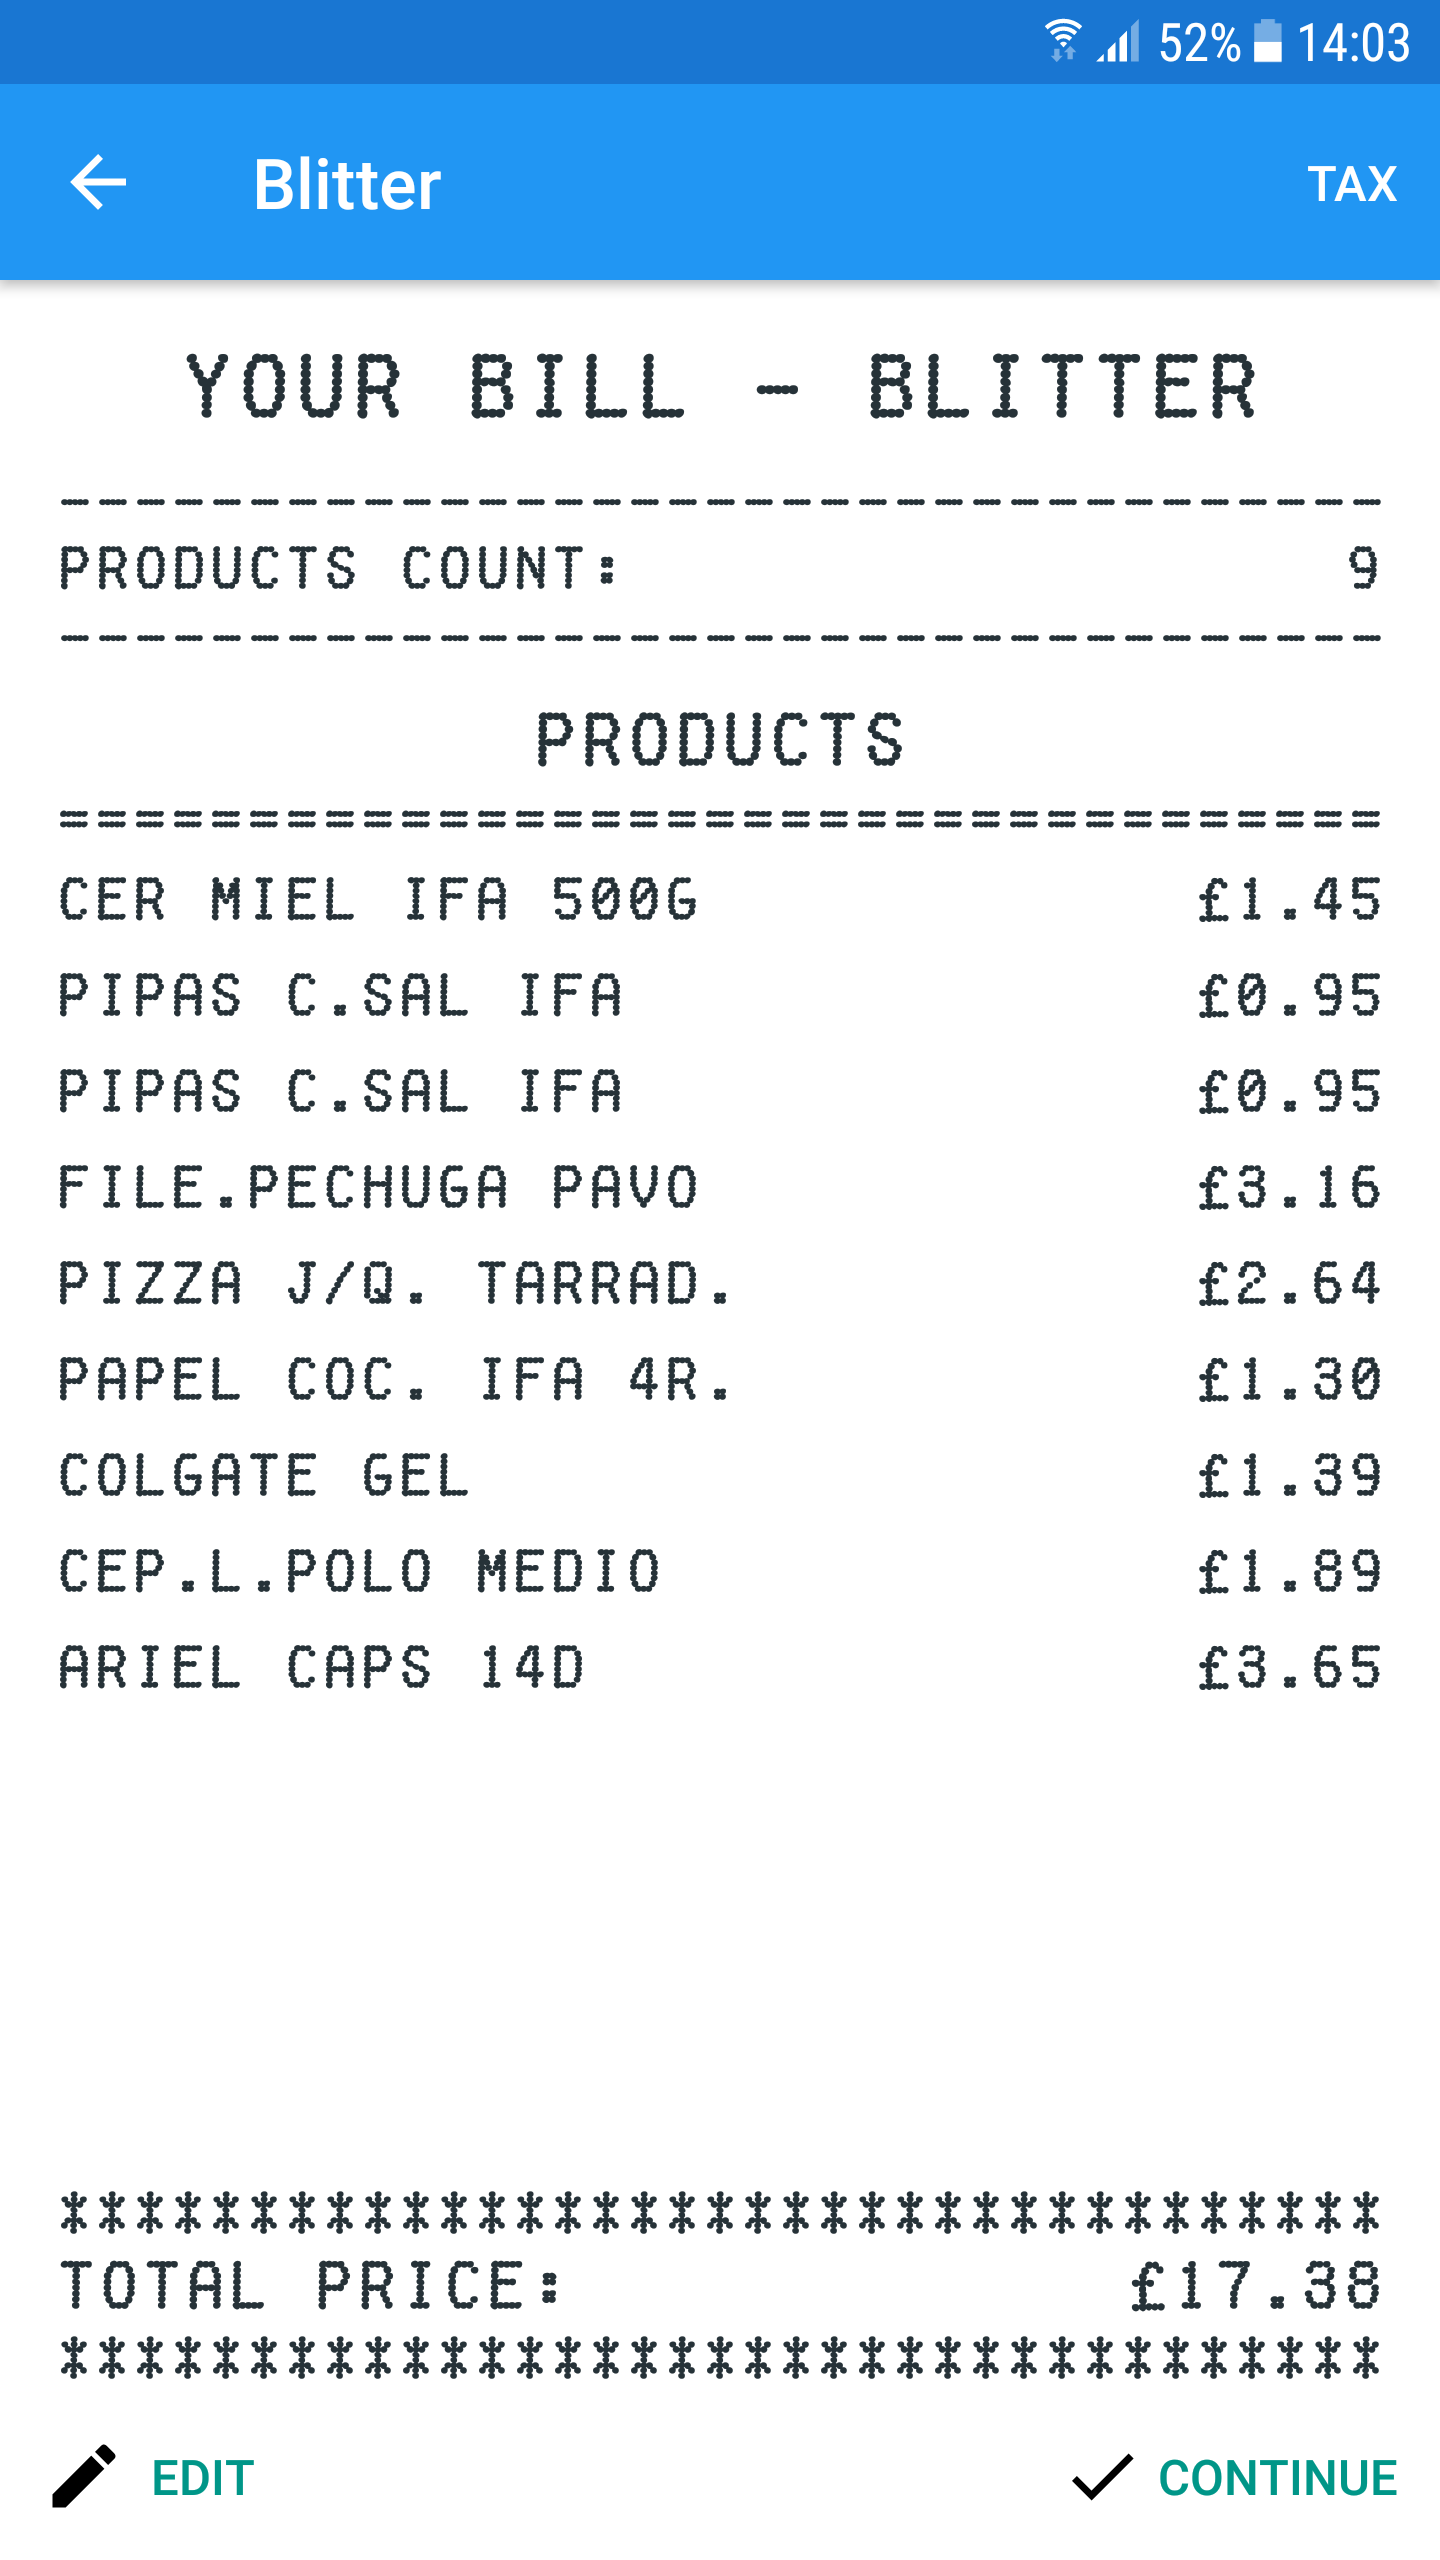 52% 14:03
Blitter TAX
YOUR BILL - BLITTER
-----------------------------------
PRODUCTS COUNT: 9
-----------------------------------
PRODUCTS
===================================
CER MIEL IFA 500G £1.45
PIPAS C.SAL IFA £0.95
PIPAS C.SAL IFA £0.95
FILE.PECHUGA PAVO £3.16
PIZZA J/Q. TARRAD. £2.64
PAPEL COC. IFA 4R. £1.30
COLGATE GEL £1.39
CEP.L.POLO MEDIO £1.89
ARIEL CAPS 14D £3.65
***********************************
TOTAL PRICE: £17.38
***********************************
EDIT CONTINUE